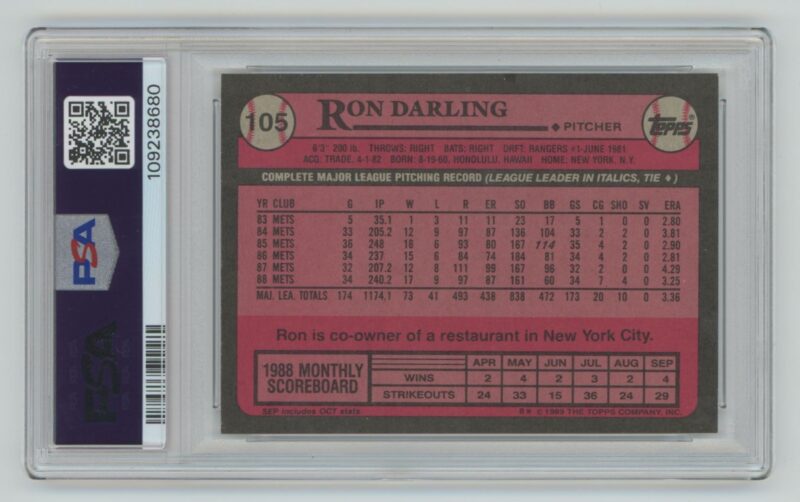 109238680
PSA
PSA
105
RON DARLING
♦ PITCHER
Topps
6'3" 200 lb. THROWS: RIGHT BATS: RIGHT DRFT: RANGERS #1-JUNE 1981
ACQ. TRADE. 4-1-82 BORN: 8-19-60, HONOLULU, HAWAII HOME: NEW YORK, N.Y.
COMPLETE MAJOR LEAGUE PITCHING RECORD (LEAGUE LEADER IN ITALICS, TIE ♦)
YR CLUB G IP W L R ER SO BB GS CG SHO SV ERA
83 METS 5 35.1 1 3 11 11 23 17 5 1 0 0 2.80
84 METS 33 205.2 12 9 97 87 136 104 33 2 2 0 3.81
85 METS 36 248 16 6 93 80 167 114 35 4 2 0 2.90
86 METS 34 237 15 6 84 74 184 81 34 4 2 0 2.81
87 METS 32 207.2 12 8 111 99 167 96 32 2 0 0 4.29
88 METS 34 240.2 17 9 97 87 161 60 34 7 4 0 3.25
MAJ. LEA. TOTALS 174 1174.1 73 41 493 438 838 472 173 20 10 0 3.36
Ron is co-owner of a restaurant in New York City.
1988 MONTHLY SCOREBOARD
APR MAY JUN JUL AUG SEP
WINS 2 4 2 3 2 4
STRIKEOUTS 24 33 15 36 24 29
SEP includes OCT stats.
B* © 1989 THE TOPPS COMPANY, INC.